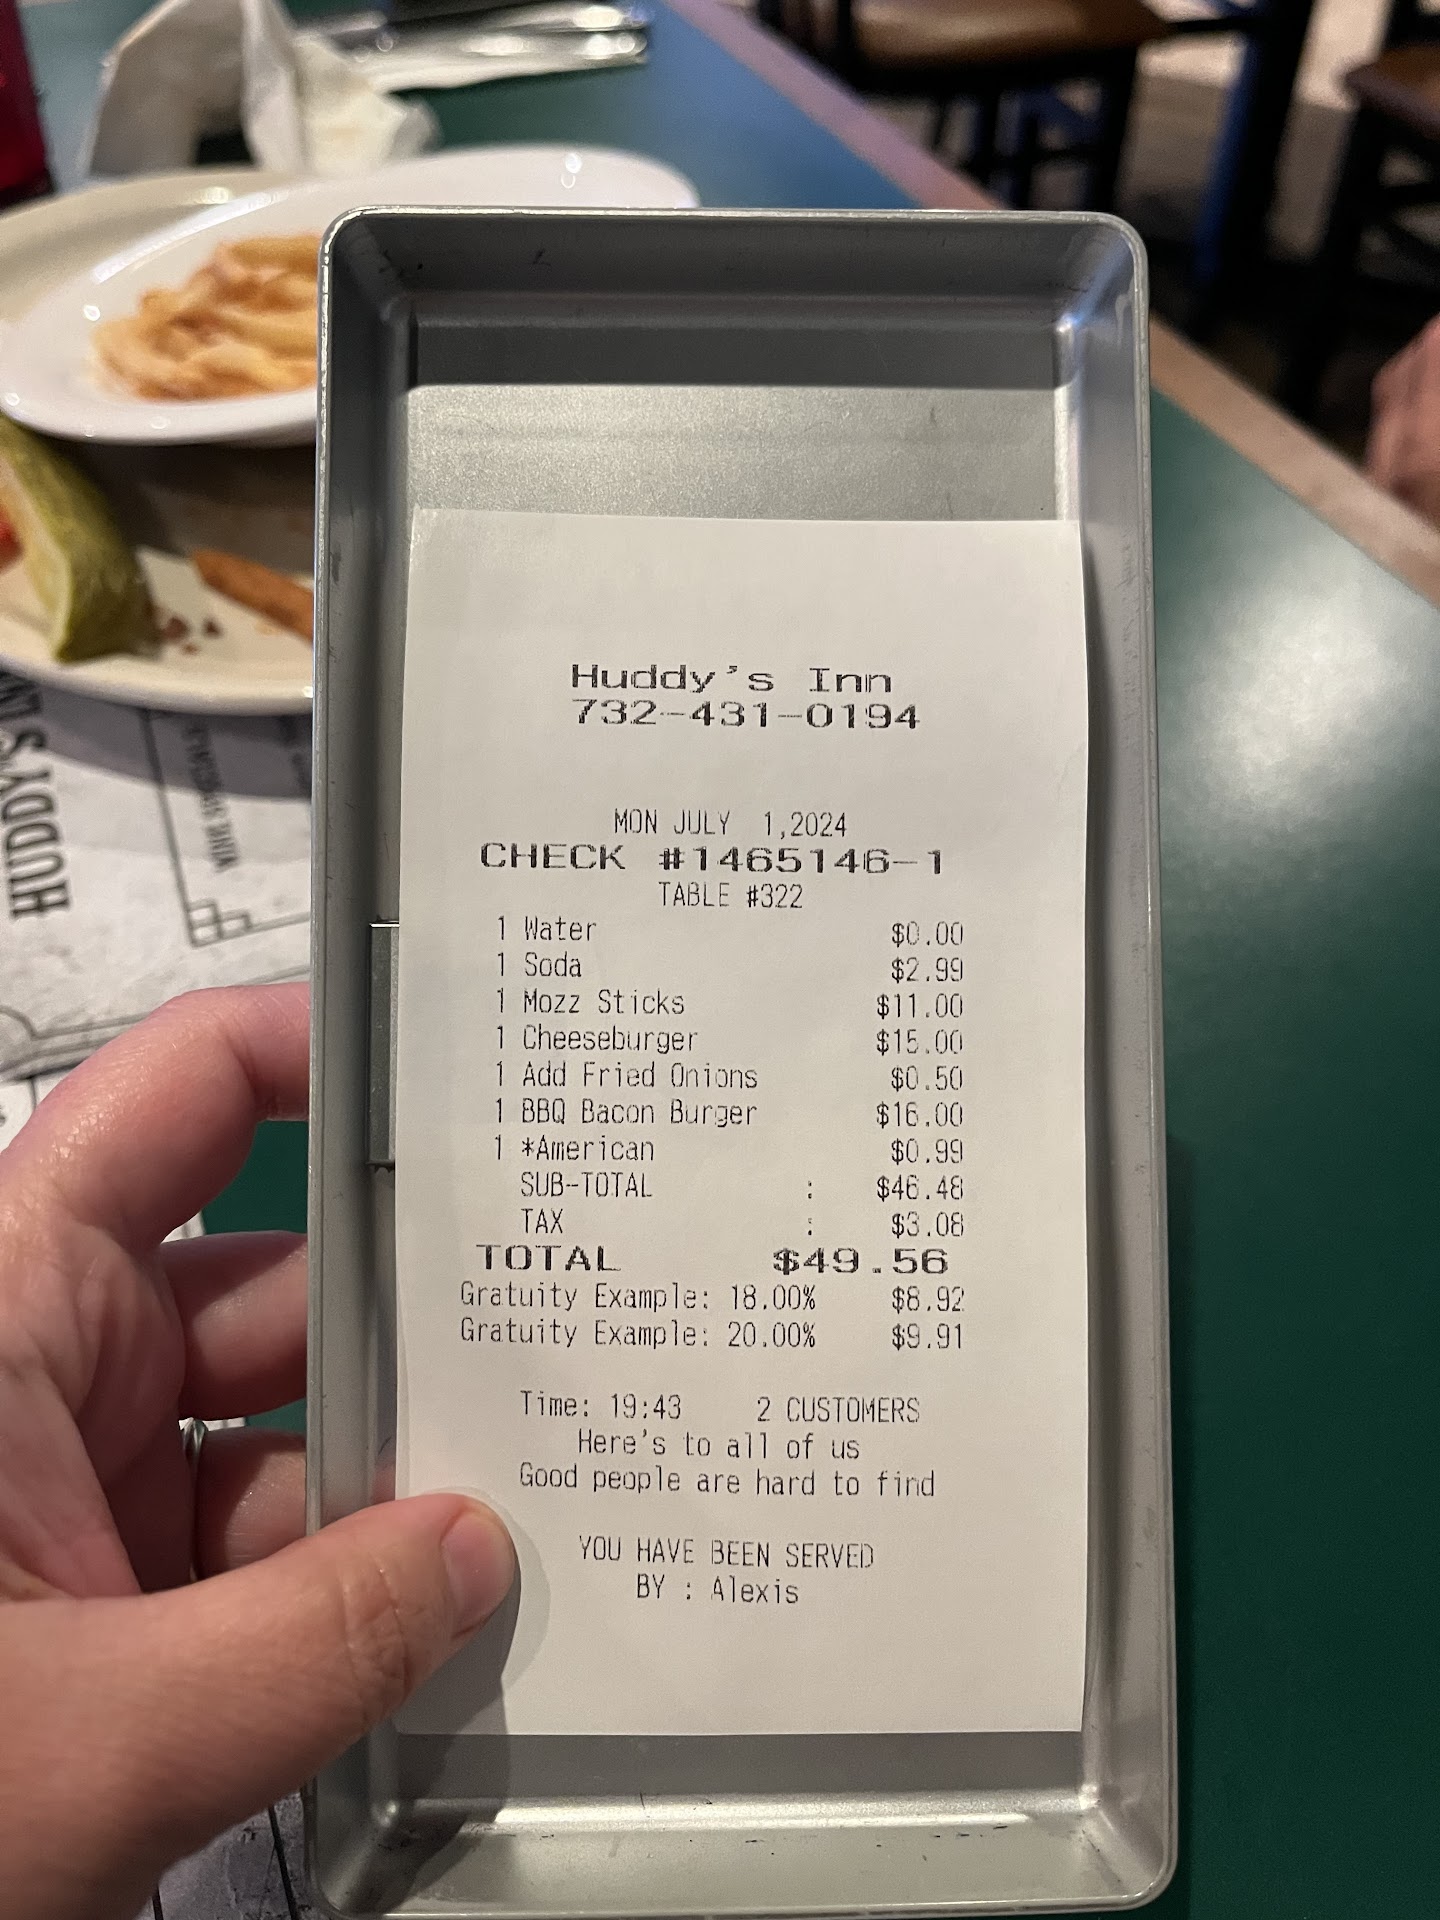 Huddy's Inn
732-431-0194
MON JULY 1,2024
CHECK #1465146-1
TABLE #322
1 Water $0.00
1 Soda $2.99
1 Mozz Sticks $11.00
1 Cheeseburger $15.00
1 Add Fried Onions $0.50
1 BBQ Bacon Burger $16.00
1 *American $0.99
SUB-TOTAL : $46.48
TAX : $3.08
TOTAL $49.56
Gratuity Example: 18.00% $8.92
Gratuity Example: 20.00% $9.91
Time: 19:43 2 CUSTOMERS
Here's to all of us
Good people are hard to find
YOU HAVE BEEN SERVED
BY : Alexis
HUDDY'S